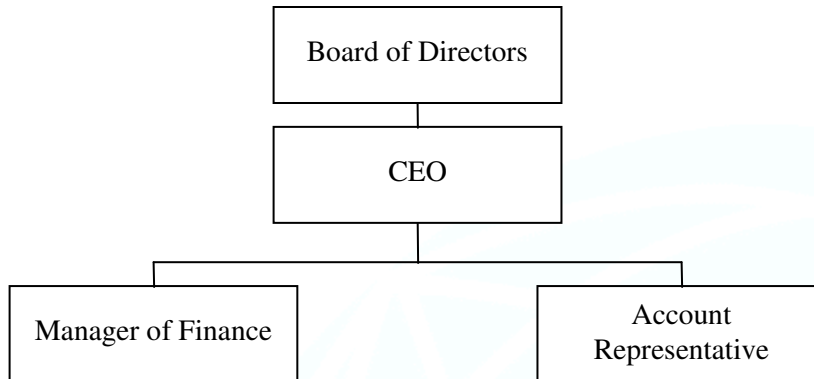 Board of Directors
CEO
Manager of Finance
Account
Representative